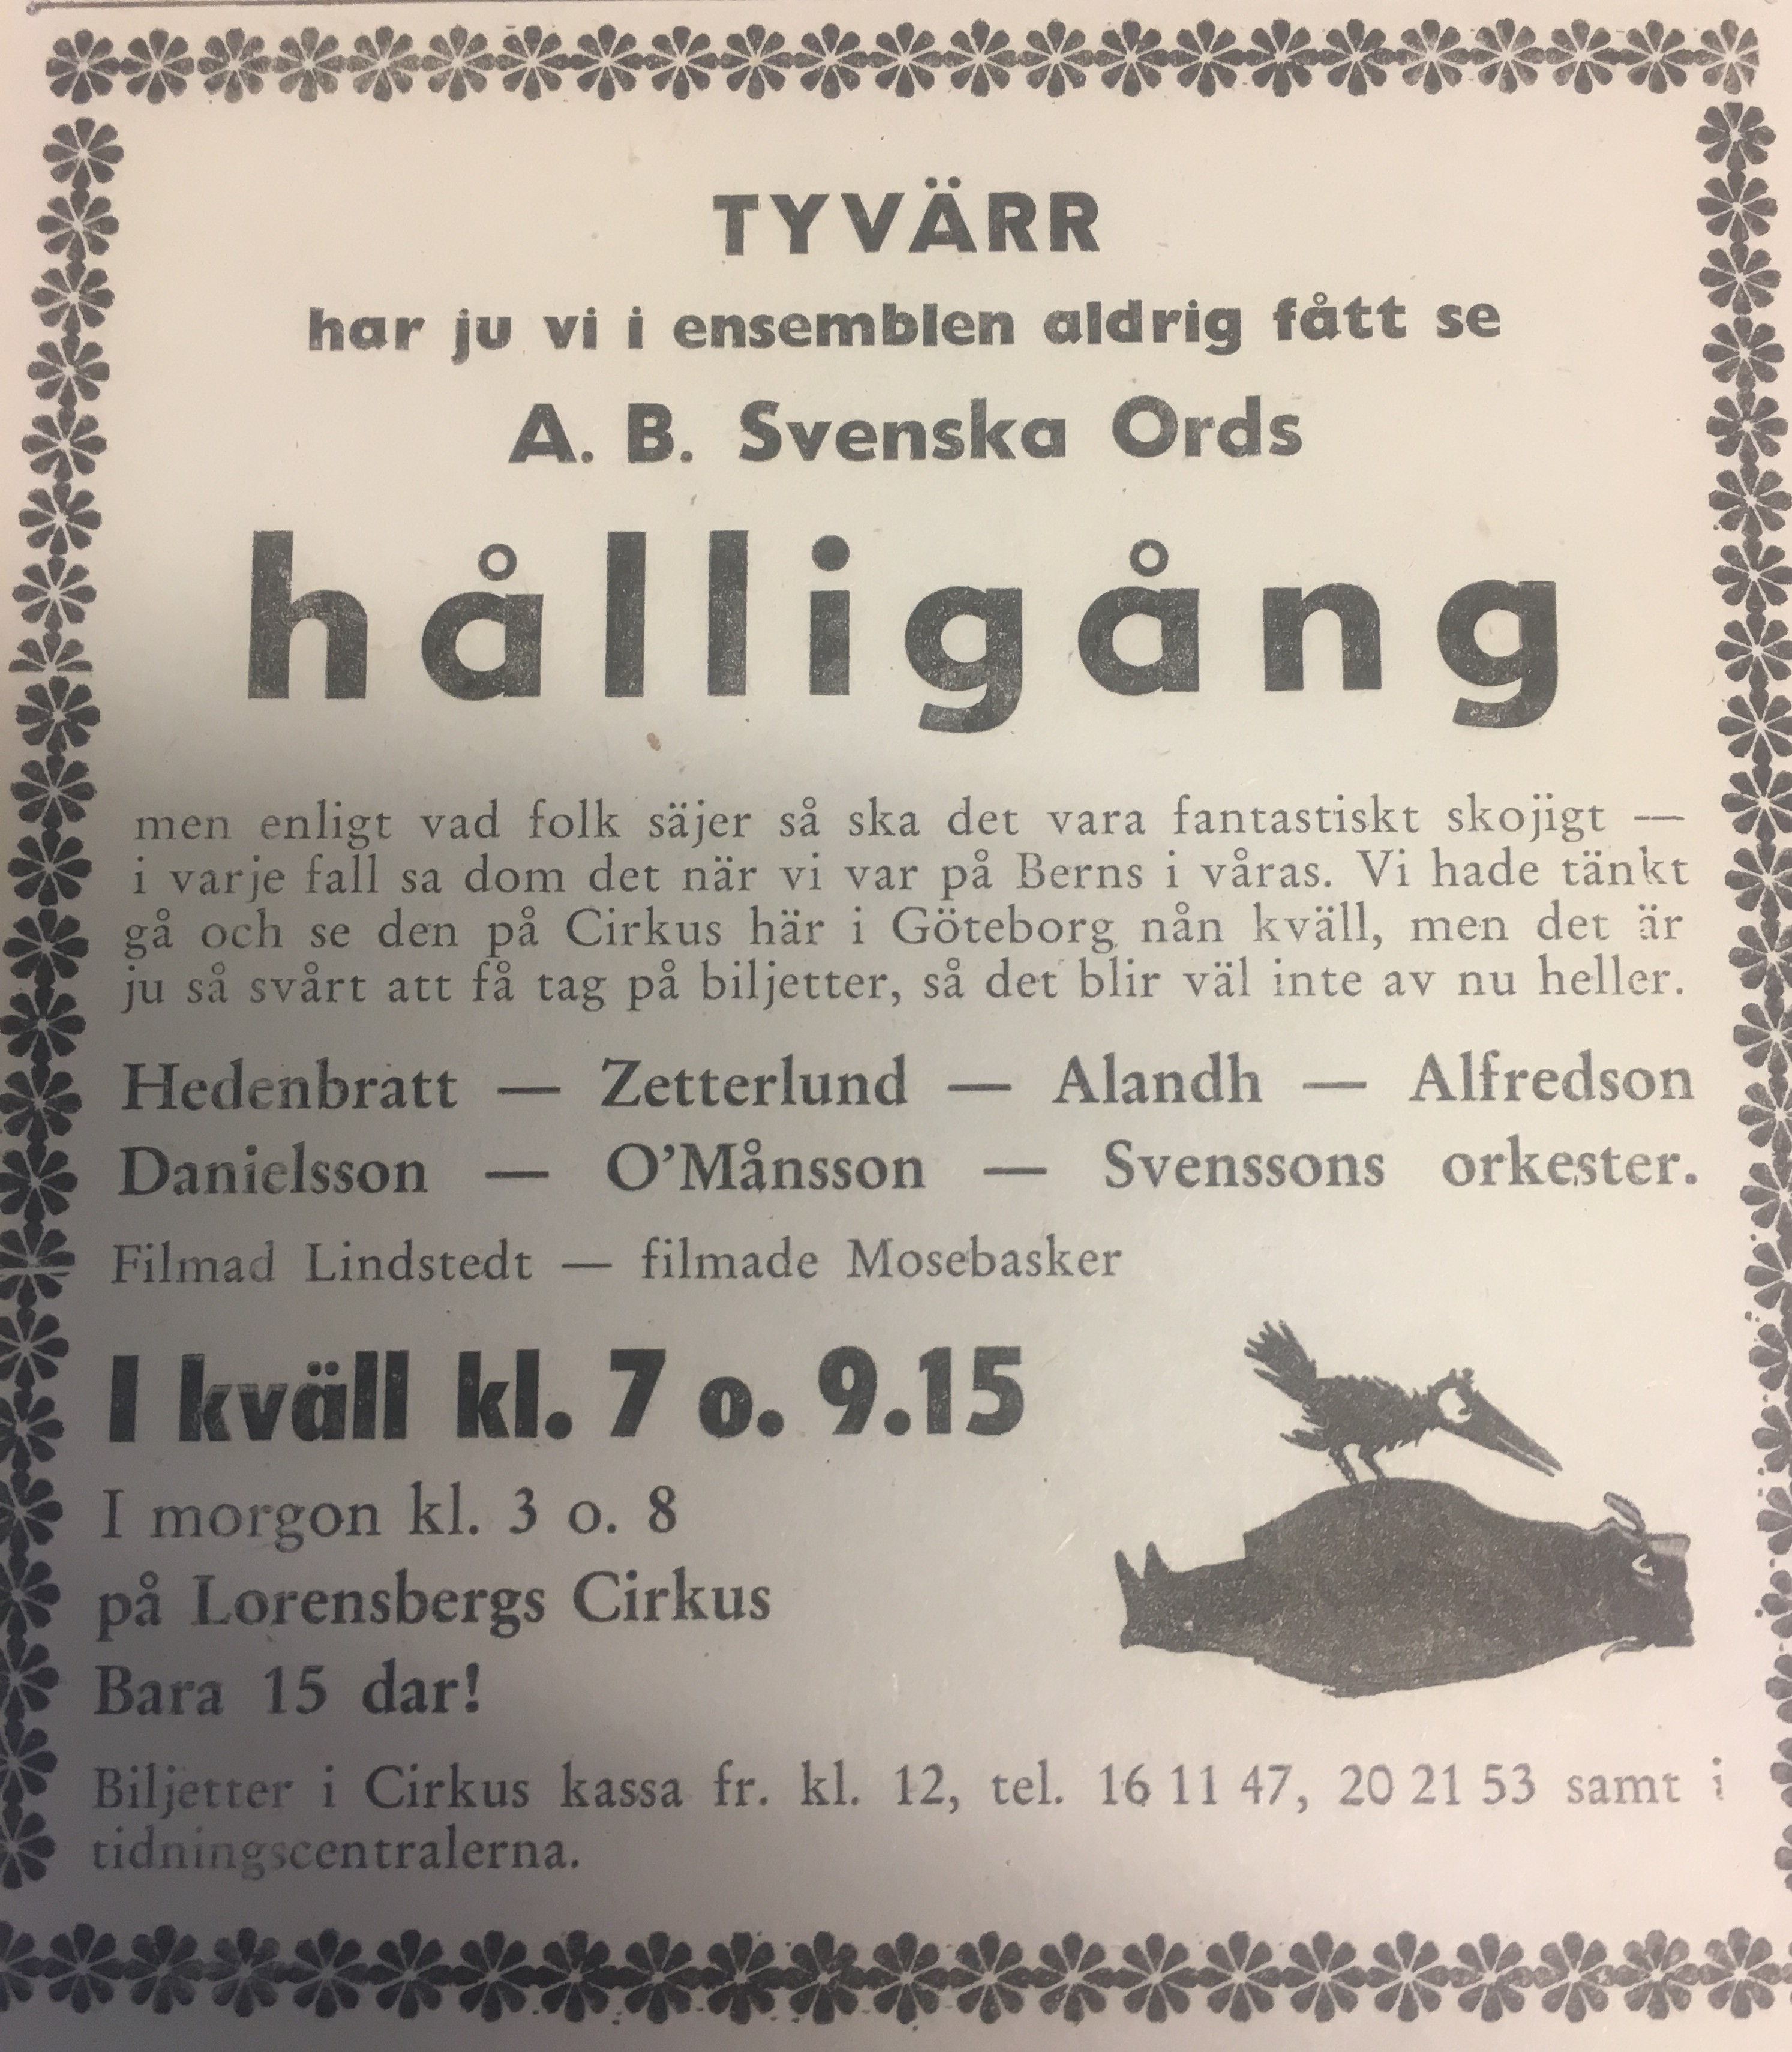 TYVÄRR
har ju vi i ensemblen aldrig fått se
A. B. Svenska Ords
hålligång
men enligt vad folk säjer så ska det vara fantastiskt skojigt —
i varje fall sa dom det när vi var på Berns i våras. Vi hade tänkt
gå och se den på Cirkus här i Göteborg nån kväll, men det är
ju så svårt att få tag på biljetter, så det blir väl inte av nu heller.
Hedenbratt — Zetterlund — Alandh — Alfredson
Danielsson — O’Månsson — Svenssons orkester.
Filmad Lindstedt — filmade Mosebasker
I kväll kl. 7 o. 9.15
I morgon kl. 3 o. 8
på Lorensbergs Cirkus
Bara 15 dar!
Biljetter i Cirkus kassa fr. kl. 12, tel. 16 11 47, 20 21 53 samt i
tidningscentralerna.